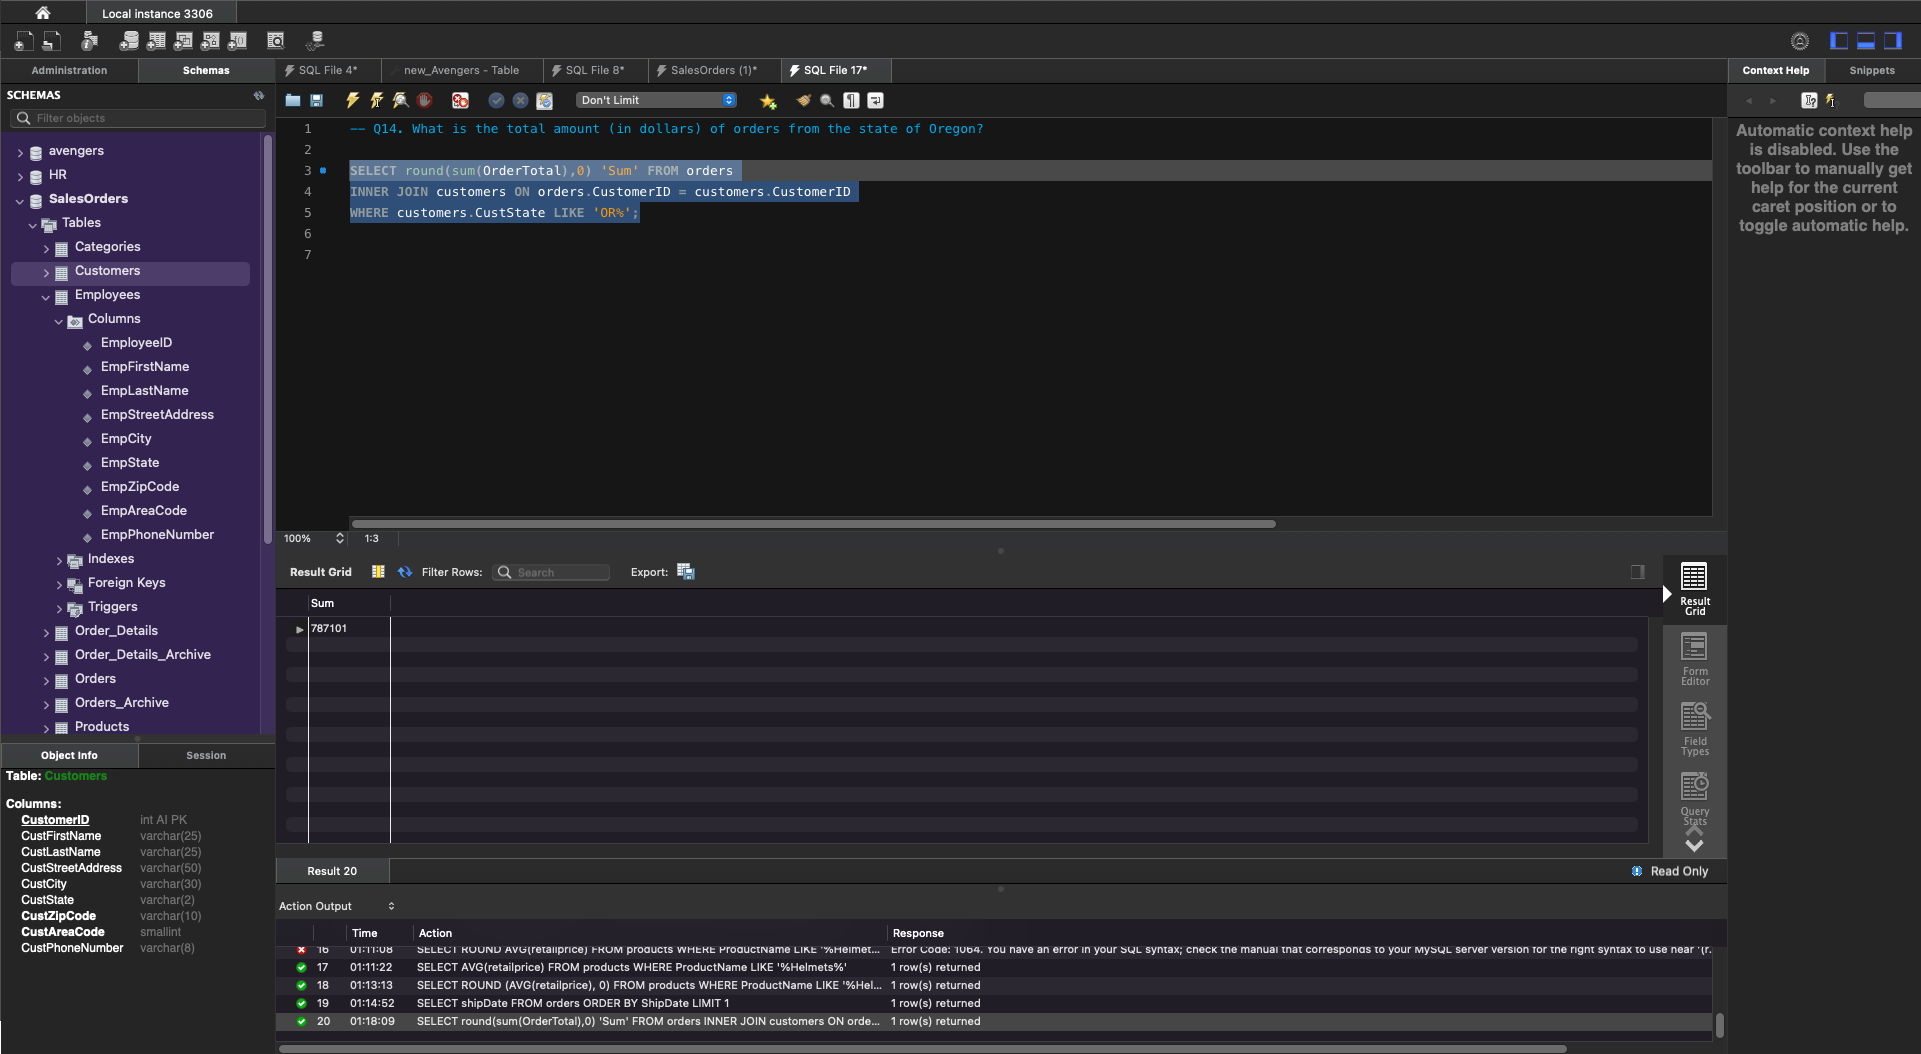 Local instance 3306
Administration
Schemas
SQL File 4*
new_Avengers - Table
SQL File 8*
SalesOrders (1)*
SQL File 17*
Context Help
Snippets
SCHEMAS
Filter objects
Don't Limit
avengers
HR
SalesOrders
Tables
Categories
Customers
Employees
Columns
EmployeeID
EmpFirstName
EmpLastName
EmpStreetAddress
EmpCity
EmpState
EmpZipCode
EmpAreaCode
EmpPhoneNumber
Indexes
Foreign Keys
Triggers
Order_Details
Order_Details_Archive
Orders
Orders_Archive
Products
1 -- Q14. What is the total amount (in dollars) of orders from the state of Oregon?
2
3 SELECT round(sum(OrderTotal),0) 'Sum' FROM orders
4 INNER JOIN customers ON orders.CustomerID = customers.CustomerID
5 WHERE customers.CustState LIKE 'OR%';
6
7
Automatic context help
is disabled. Use the
toolbar to manually get
help for the current
caret position or to
toggle automatic help.
100%
1:3
Result Grid
Filter Rows:
Search
Export:
Sum
787101
Result
Grid
Form
Editor
Field
Types
Query
Stats
Result 20
Read Only
Object Info
Session
Table: Customers
Columns:
CustomerID int AI PK
CustFirstName varchar(25)
CustLastName varchar(25)
CustStreetAddress varchar(50)
CustCity varchar(30)
CustState varchar(2)
CustZipCode varchar(10)
CustAreaCode smallint
CustPhoneNumber varchar(8)
Action Output
Time Action Response
16 01:11:08 SELECT ROUND AVG(retailprice) FROM products WHERE ProductName LIKE '%Helmet... Error Code: 1064. You have an error in your SQL syntax; check the manual that corresponds to your MySQL server version for the right syntax to use near '(r...
17 01:11:22 SELECT AVG(retailprice) FROM products WHERE ProductName LIKE '%Helmets%' 1 row(s) returned
18 01:13:13 SELECT ROUND (AVG(retailprice), 0) FROM products WHERE ProductName LIKE '%Hel... 1 row(s) returned
19 01:14:52 SELECT shipDate FROM orders ORDER BY ShipDate LIMIT 1 1 row(s) returned
20 01:18:09 SELECT round(sum(OrderTotal),0) 'Sum' FROM orders INNER JOIN customers ON orde... 1 row(s) returned